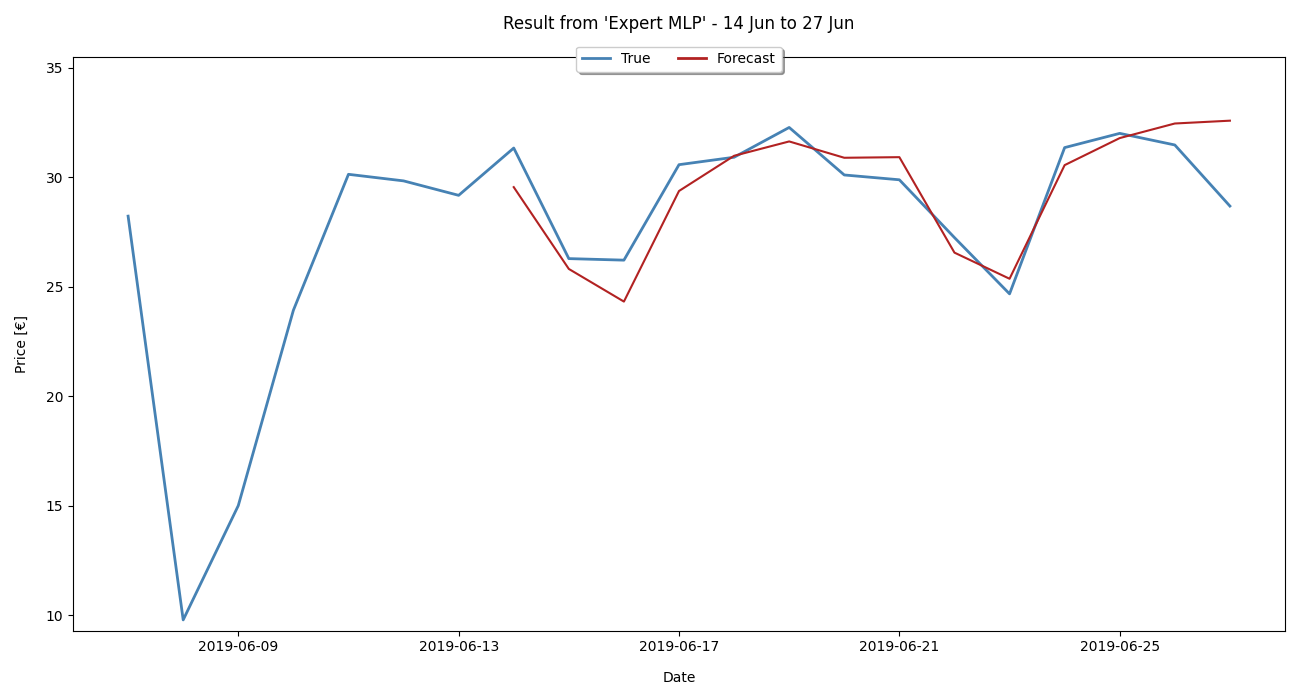 Result from 'Expert MLP' - 14 Jun to 27 Jun
True Forecast
35
30
25
20
15
10
Price [€]
2019-06-09 2019-06-13 2019-06-17 2019-06-21 2019-06-25
Date